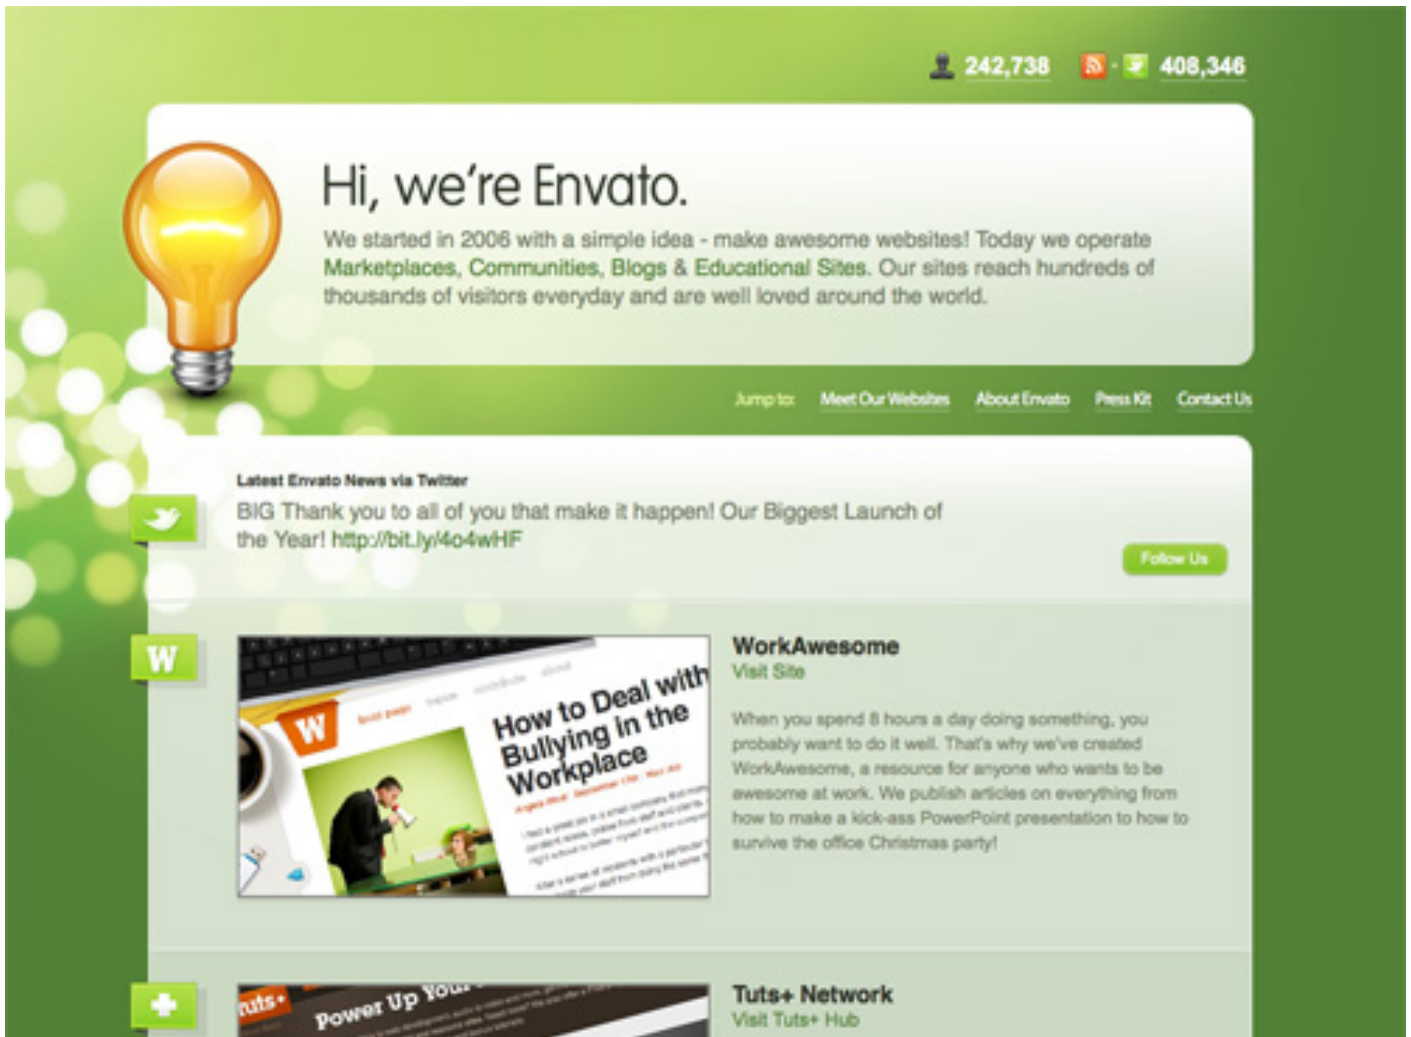 242,738
408,346
Hi, we're Envato.
We started in 2006 with a simple idea - make awesome websites! Today we operate
Marketplaces, Communities, Blogs & Educational Sites. Our sites reach hundreds of
thousands of visitors everyday and are well loved around the world.
Jump to: Meet Our Websites About Envato Press Kit Contact Us
Latest Envato News via Twitter
BIG Thank you to all of you that make it happen! Our Biggest Launch of
the Year! http://bit.ly/4o4wHF
Follow Us
W
W
front page
How to Deal with
Bullying in the
Workplace
WorkAwesome
Visit Site
When you spend 8 hours a day doing something, you
probably want to do it well. That's why we've created
WorkAwesome, a resource for anyone who wants to be
awesome at work. We publish articles on everything from
how to make a kick-ass PowerPoint presentation to how to
survive the office Christmas party!
tuts+
Power Up Your
Tuts+ Network
Visit Tuts+ Hub